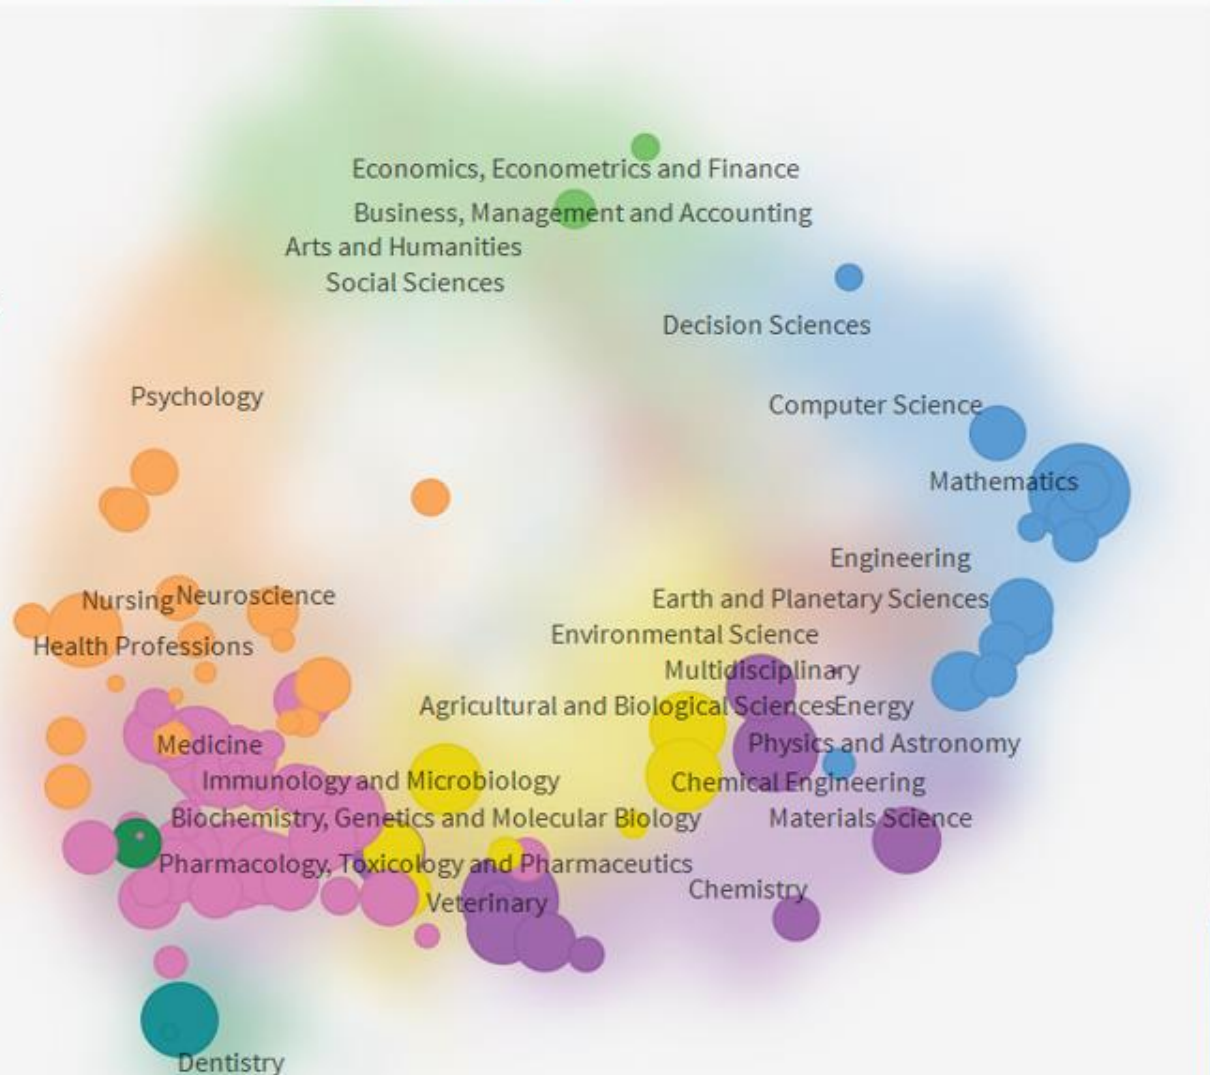 Economics, Econometrics and Finance
Business, Management and Accounting
Arts and Humanities
Social Sciences
Decision Sciences
Psychology
Computer Science
Mathematics
Engineering
Nursing
Neuroscience
Earth and Planetary Sciences
Environmental Science
Health Professions
Multidisciplinary
Agricultural and Biological Sciences
Energy
Medicine
Physics and Astronomy
Immunology and Microbiology
Chemical Engineering
Biochemistry, Genetics and Molecular Biology
Materials Science
Pharmacology, Toxicology and Pharmaceutics
Chemistry
Veterinary
Dentistry